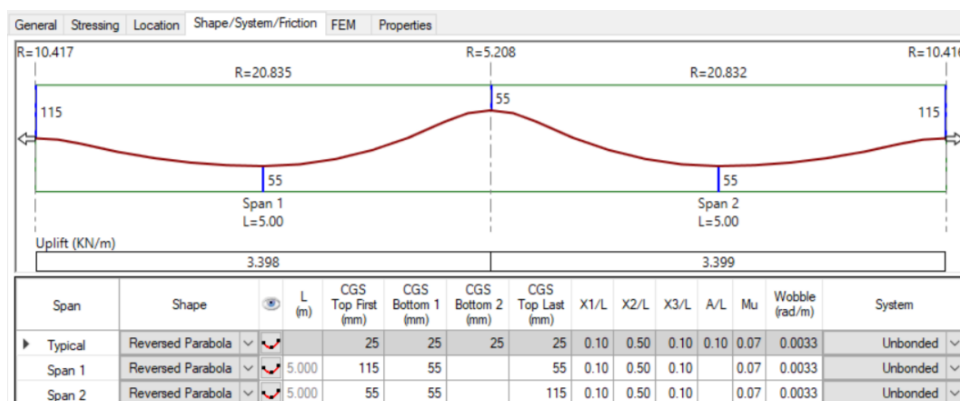 General Stressing Location Shape/System/Friction FEM Properties
R=10.417 R=5.208 R=10.416
R=20.835 R=20.832
115 55 115
55 55
Span 1 Span 2
L=5.00 L=5.00
Uplift (KN/m)
3.398 3.399
Span Shape L (m) CGS Top First (mm) CGS Bottom 1 (mm) CGS Bottom 2 (mm) CGS Top Last (mm) X1/L X2/L X3/L A/L Mu Wobble (rad/m) System
Typical Reversed Parabola 25 25 25 25 0.10 0.50 0.10 0.10 0.07 0.0033 Unbonded
Span 1 Reversed Parabola 5.000 115 55 55 0.10 0.50 0.10 0.07 0.0033 Unbonded
Span 2 Reversed Parabola 5.000 55 55 115 0.10 0.50 0.10 0.07 0.0033 Unbonded